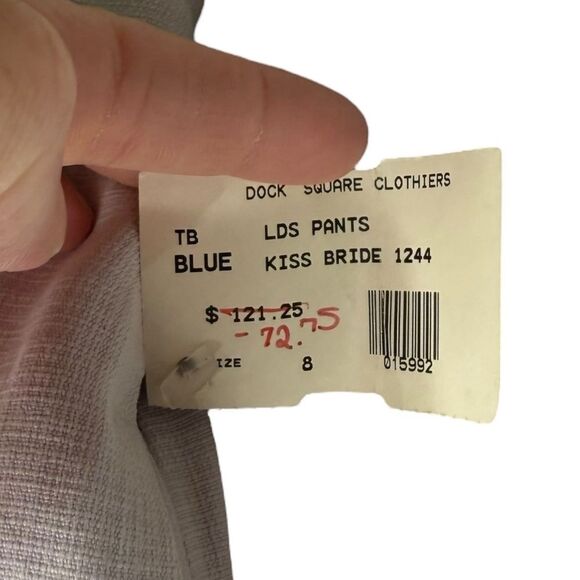 DOCK SQUARE CLOTHIERS
TB LDS PANTS
BLUE KISS BRIDE 1244
$ 121.25
- 72.75
IZE 8
015992